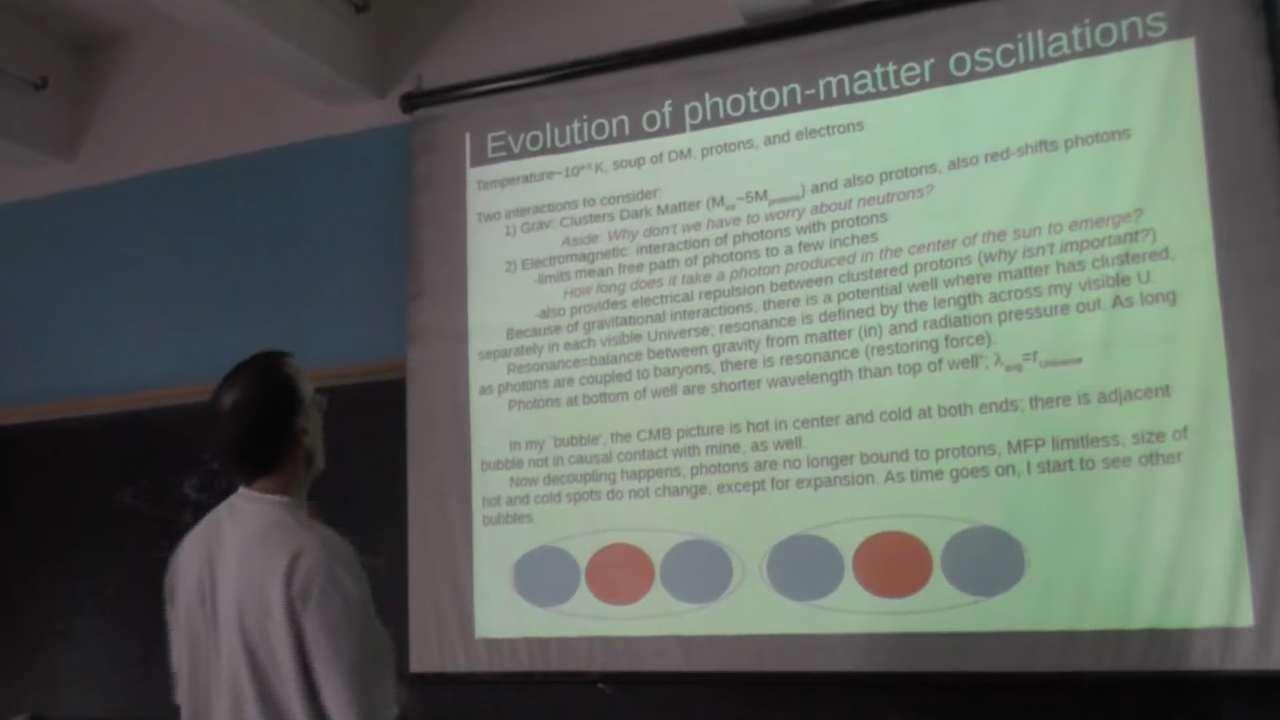 Evolution of photon-matter oscillations
Temperature~10 K, soup of DM, protons, and electrons
Two interactions to consider:
1) Grav: Clusters Dark Matter (M ~5M protons) and also protons, also red-shifts photons
Aside: Why don't we have to worry about neutrons?
2) Electromagnetic: interaction of photons with protons
-limits mean free path of photons to a few inches
How long does it take a photon produced in the center of the sun to emerge?
-also provides electrical repulsion between clustered protons (why isn't important?)
Because of gravitational interactions, there is a potential well where matter has clustered,
separately in each visible Universe; resonance is defined by the length across my visible U.
Resonance=balance between gravity from matter (in) and radiation pressure out. As long
as photons are coupled to baryons, there is resonance (restoring force).
Photons at bottom of well are shorter wavelength than top of well; λ =r Universe
In my 'bubble', the CMB picture is hot in center and cold at both ends; there is adjacent
bubble not in causal contact with mine, as well.
Now decoupling happens, photons are no longer bound to protons, MFP limitless, size of
hot and cold spots do not change, except for expansion. As time goes on, I start to see other
bubbles.